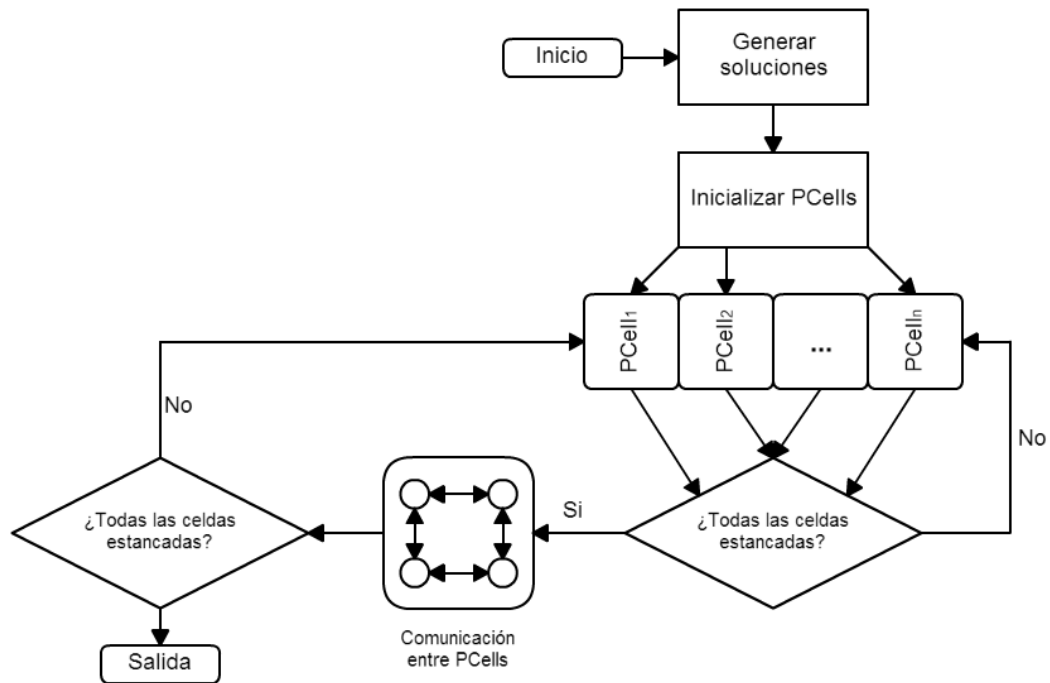 Inicio
Generar
soluciones
Inicializar PCells
PCell1
PCell2
...
PCelln
No
No
¿Todas las celdas
estancadas?
Si
¿Todas las celdas
estancadas?
Comunicación
entre PCells
Salida